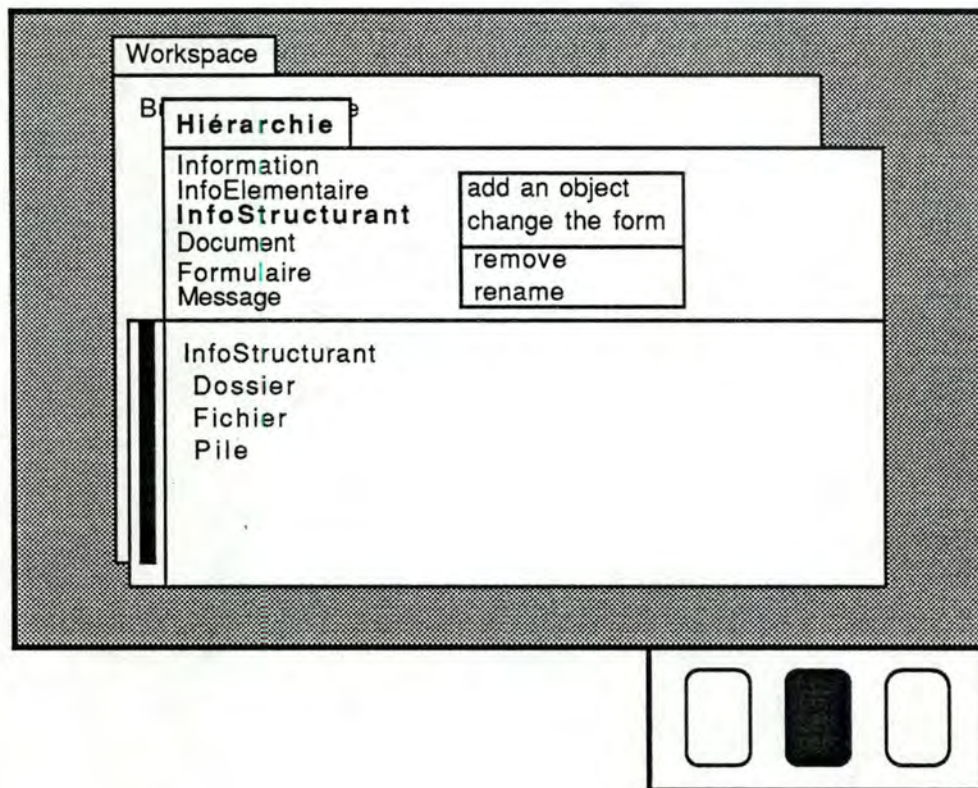 Workspace
Hiérarchie
Information
InfoElementaire
InfoStructurant
Document
Formulaire
Message
add an object
change the form
remove
rename
InfoStructurant
Dossier
Fichier
Pile